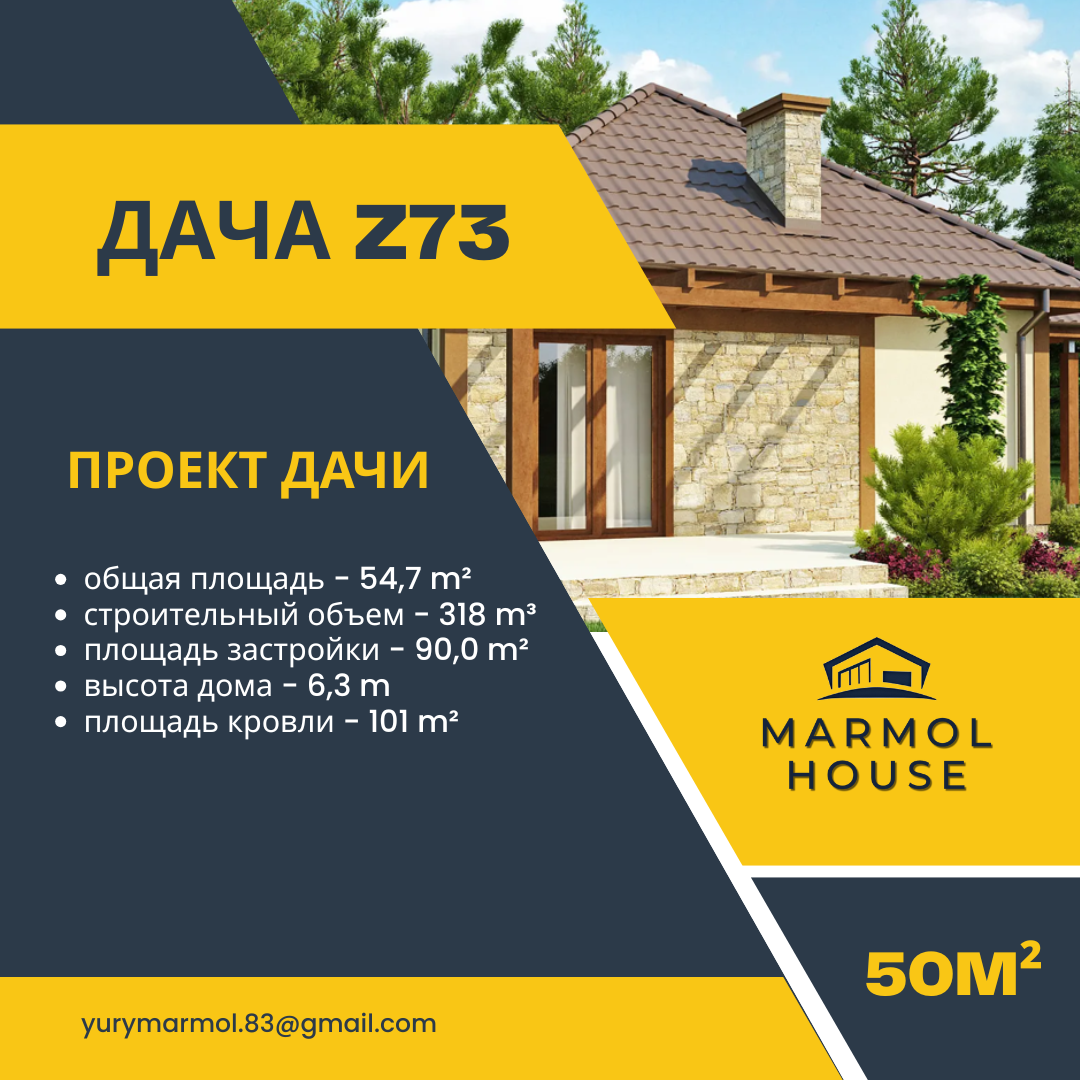 ДАЧА Z73
ПРОЕКТ ДАЧИ
• общая площадь - 54,7 m²
• строительный объем - 318 m³
• площадь застройки - 90,0 m²
• высота дома - 6,3 m
• площадь кровли - 101 m²
MARMOL
HOUSE
50M²
yurymarmol.83@gmail.com